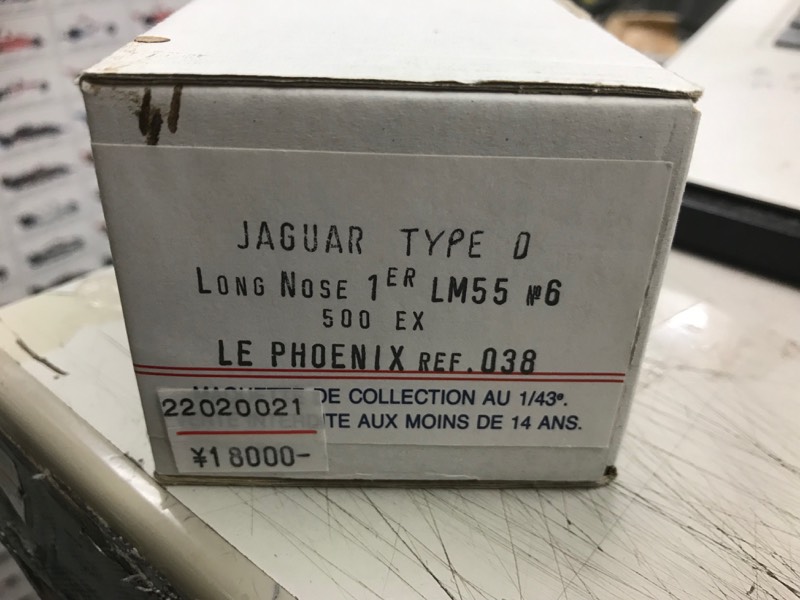 JAGUAR TYPE D
LONG NOSE 1ER LM55 №6
500 EX
LE PHOENIX REF.038
DE COLLECTION AU 1/43e.
AUX MOINS DE 14 ANS.
22020021
¥18000-